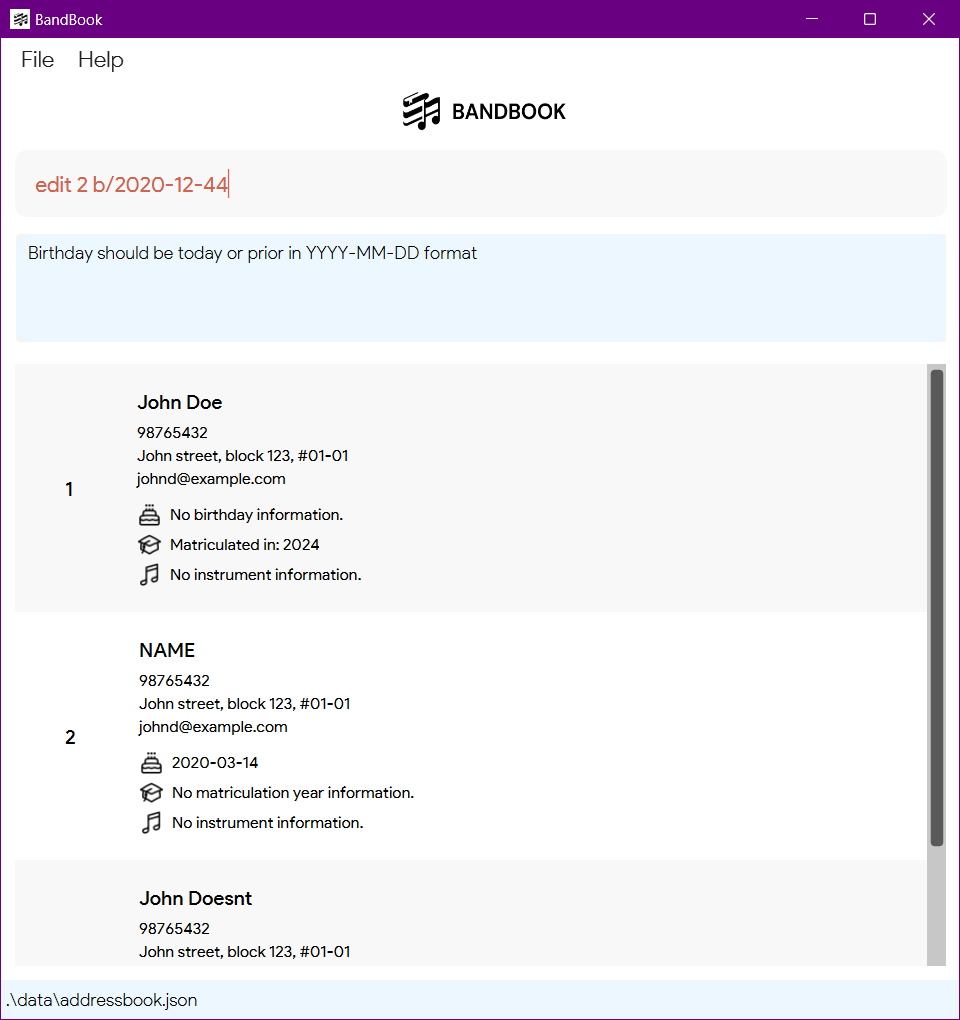 BandBook
File Help
BANDBOOK
edit 2 b/2020-12-44
Birthday should be today or prior in YYYY-MM-DD format
John Doe
98765432
John street, block 123, #01-01
johnd@example.com
1
No birthday information.
Matriculated in: 2024
No instrument information.
NAME
98765432
John street, block 123, #01-01
johnd@example.com
2
2020-03-14
No matriculation year information.
No instrument information.
John Doesnt
98765432
John street, block 123, #01-01
.\data\addressbook.json